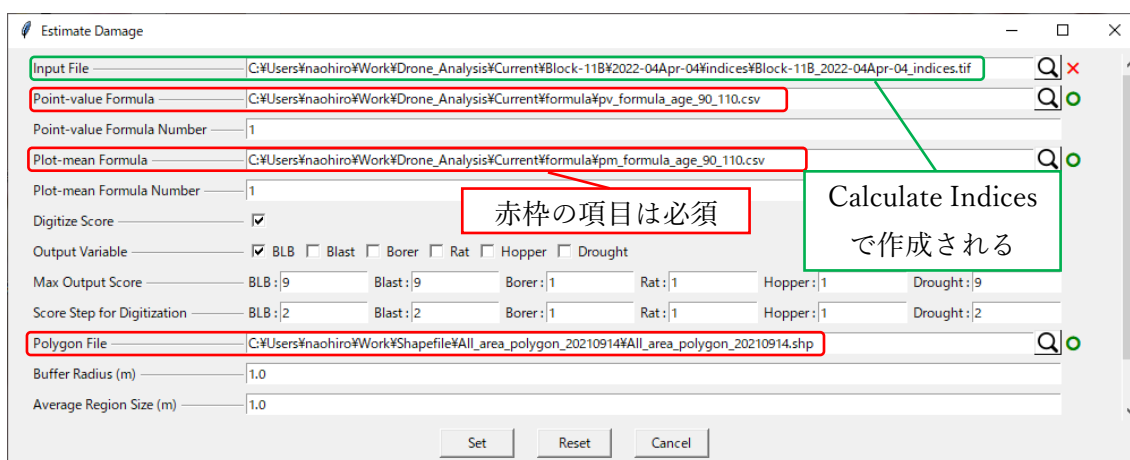 Estimate Damage
Input File C:¥Users¥naohiro¥Work¥Drone_Analysis¥Current¥Block-11B¥2022-04Apr-04¥indices¥Block-11B_2022-04Apr-04_indices.tif
Point-value Formula C:¥Users¥naohiro¥Work¥Drone_Analysis¥Current¥formula¥pv_formula_age_90_110.csv
Point-value Formula Number 1
Plot-mean Formula C:¥Users¥naohiro¥Work¥Drone_Analysis¥Current¥formula¥pm_formula_age_90_110.csv
Plot-mean Formula Number 1
赤枠の項目は必須
Calculate Indices
で作成される
Digitize Score
Output Variable BLB Blast Borer Rat Hopper Drought
Max Output Score BLB: 9 Blast: 9 Borer: 1 Rat: 1 Hopper: 1 Drought: 9
Score Step for Digitization BLB: 2 Blast: 2 Borer: 1 Rat: 1 Hopper: 1 Drought: 2
Polygon File C:¥Users¥naohiro¥Work¥Shapefile¥All_area_polygon_20210914¥All_area_polygon_20210914.shp
Buffer Radius (m) 1.0
Average Region Size (m) 1.0
Set Reset Cancel